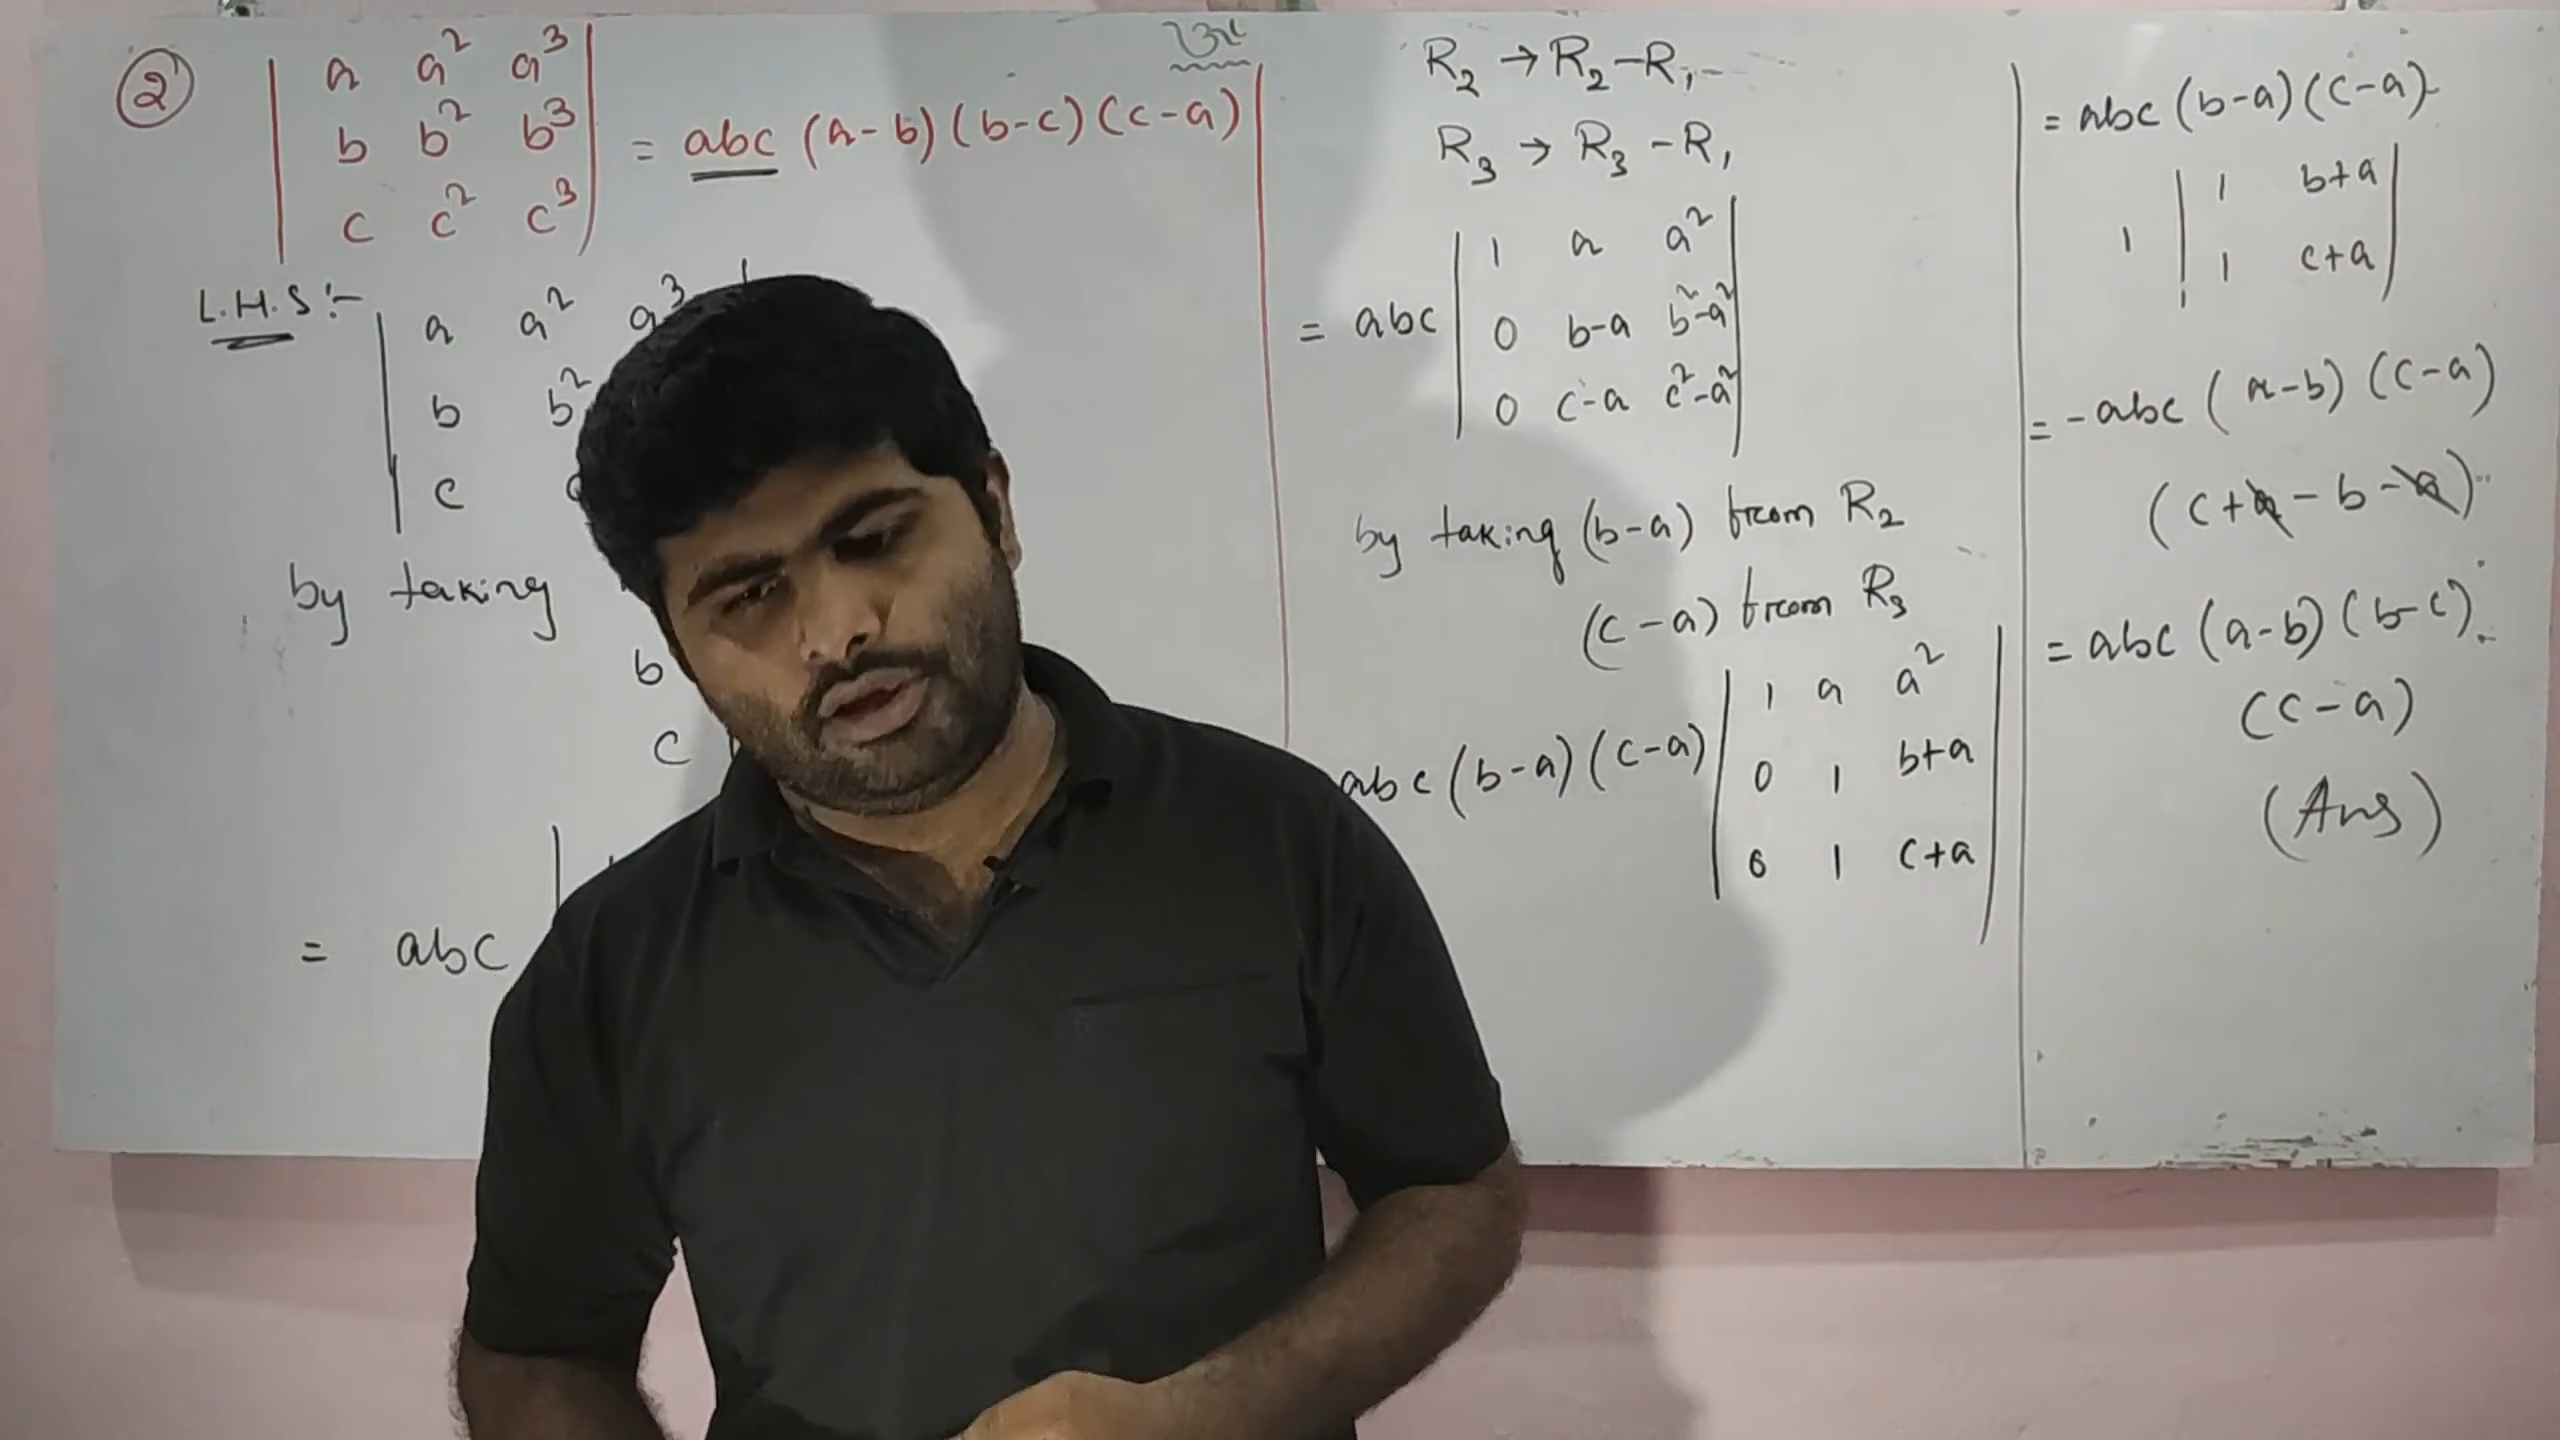 ② | a a² a³ |
| b b² b³ | = abc (a-b) (b-c) (c-a)
| c c² c³ |
L.H.S :-
| a a² a³ |
| b b²
| c
by taking
b
c
= abc
R₂ → R₂ - R₁
R₃ → R₃ - R₁
| 1 a a² |
= abc | 0 b-a b²-a² |
| 0 c-a c²-a² |
by taking (b-a) from R₂
(c-a) from R₃
| 1 a a² |
abc (b-a) (c-a) | 0 1 b+a |
| 0 1 c+a |
= abc (b-a) (c-a)
1 | 1 b+a |
| 1 c+a |
= -abc (a-b) (c-a)
(c+a-b-a)
= abc (a-b) (b-c)
(c-a)
(Ans)